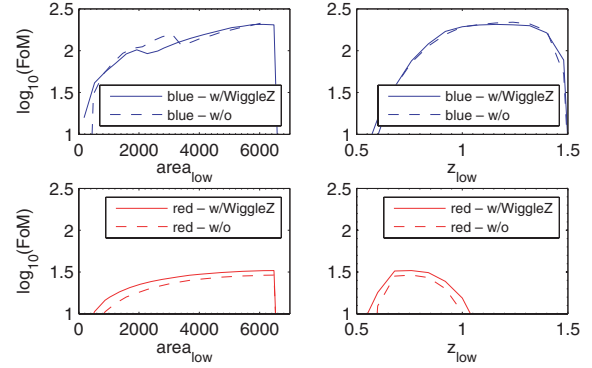 log10(FoM)
2.5
2
1.5
1
blue – w/WiggleZ
blue – w/o
0 2000 4000 6000
area_low
2.5
2
1.5
1
blue – w/WiggleZ
blue – w/o
0.5 1 1.5
z_low
log10(FoM)
2.5
2
1.5
1
red – w/WiggleZ
red – w/o
0 2000 4000 6000
area_low
2.5
2
1.5
1
red – w/WiggleZ
red – w/o
0.5 1 1.5
z_low